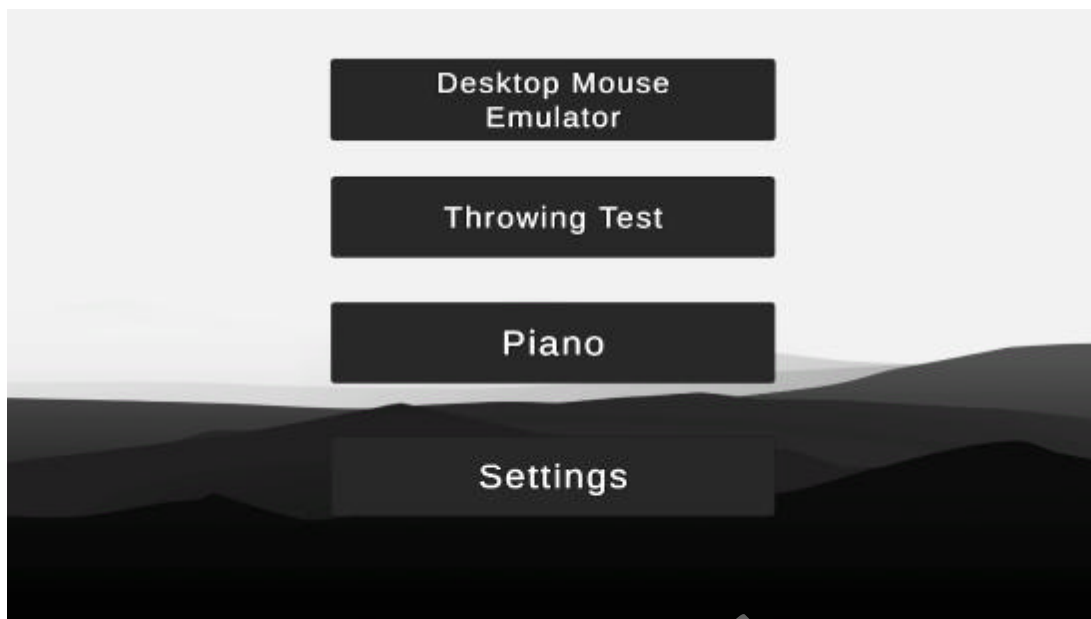 Desktop Mouse
Emulator
Throwing Test
Piano
Settings